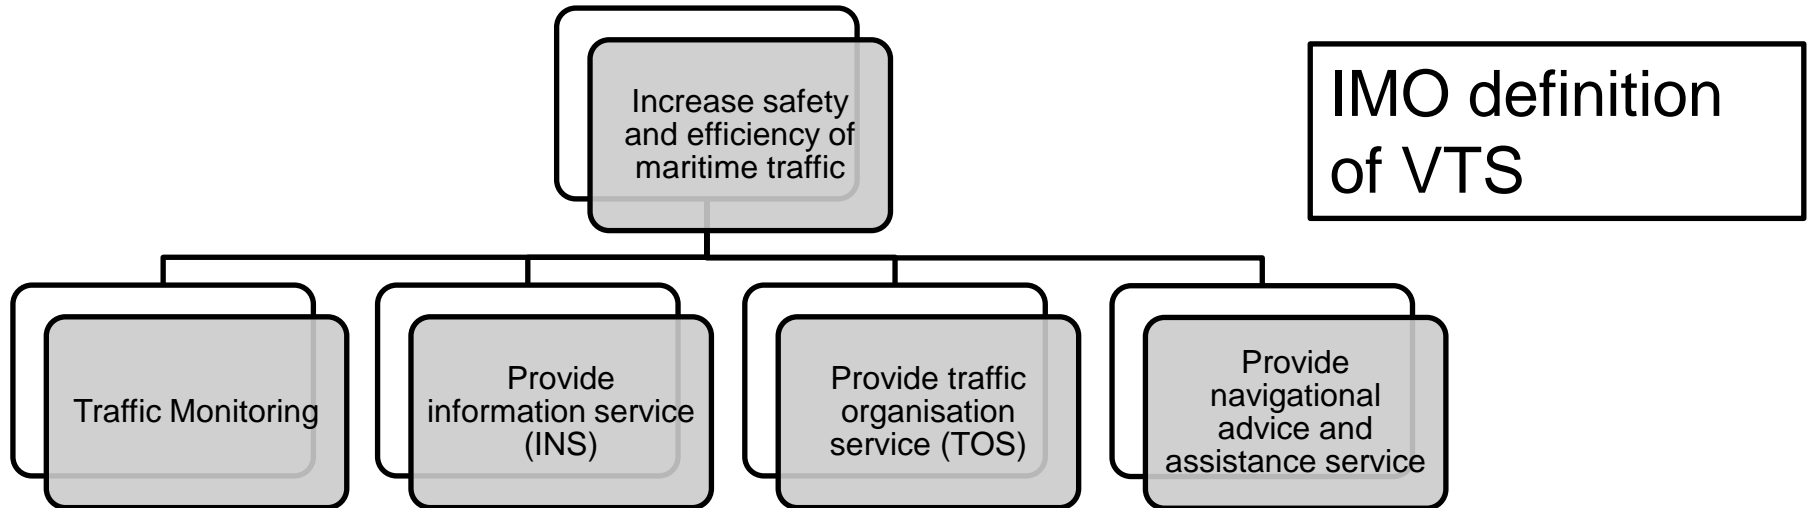 Increase safety
and efficiency of
maritime traffic
IMO definition
of VTS
Traffic Monitoring
Provide
information service
(INS)
Provide traffic
organisation
service (TOS)
Provide
navigational
advice and
assistance service